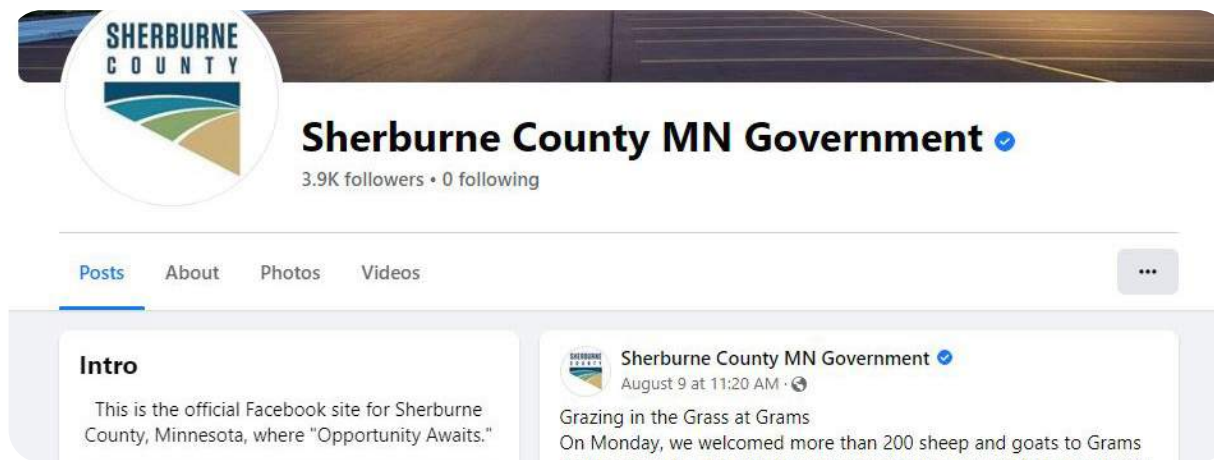 SHERBURNE
COUNTY
Sherburne County MN Government
3.9K followers • 0 following
Posts About Photos Videos
Intro
This is the official Facebook site for Sherburne
County, Minnesota, where "Opportunity Awaits."
SHERBURNE
COUNTY
Sherburne County MN Government
August 9 at 11:20 AM ·
Grazing in the Grass at Grams
On Monday, we welcomed more than 200 sheep and goats to Grams